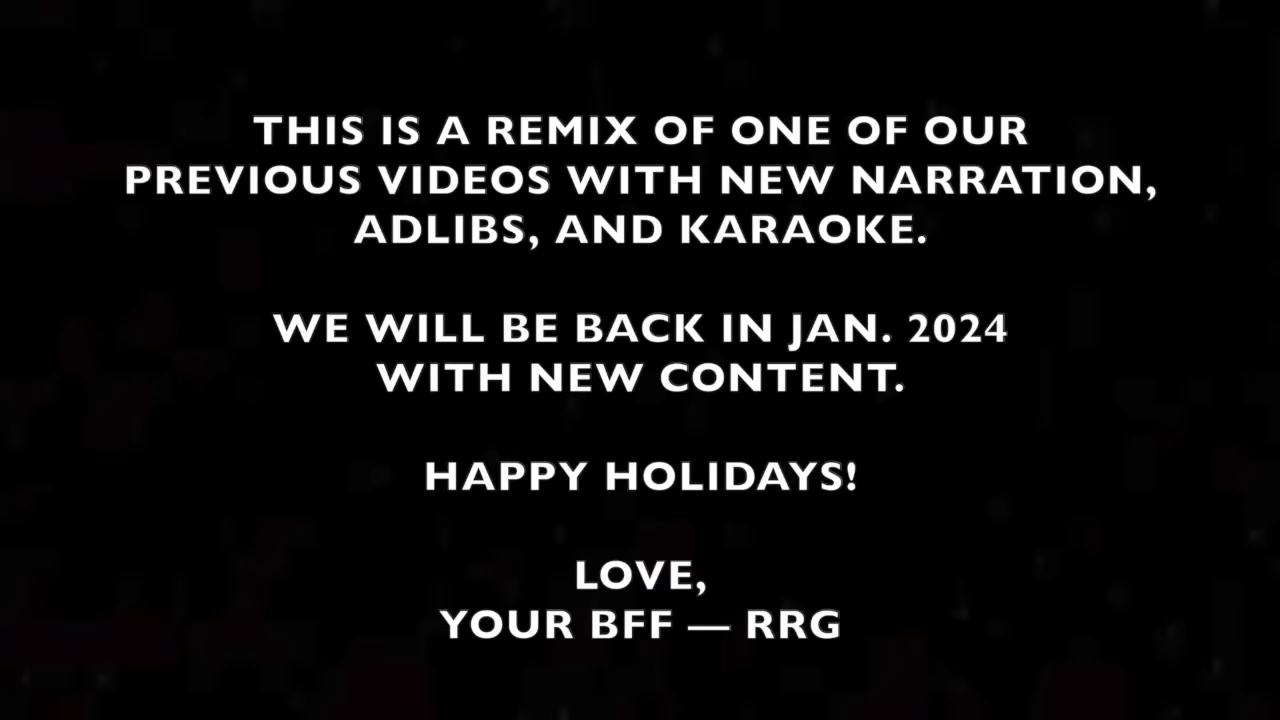 THIS IS A REMIX OF ONE OF OUR
PREVIOUS VIDEOS WITH NEW NARRATION,
ADLIBS, AND KARAOKE.
WE WILL BE BACK IN JAN. 2024
WITH NEW CONTENT.
HAPPY HOLIDAYS!
LOVE,
YOUR BFF — RRG